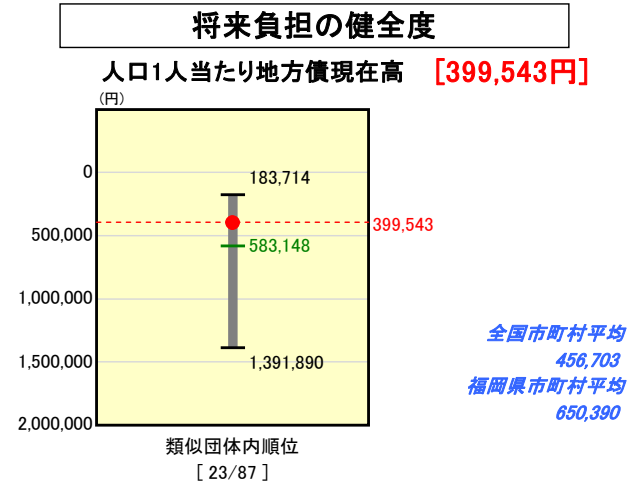 将来負担の健全度
人口1人当たり地方債現在高 [399,543円]
(円)
0
183,714
399,543
500,000
583,148
1,000,000
全国市町村平均
456,703
1,500,000
1,391,890
福岡県市町村平均
650,390
2,000,000
類似団体内順位
[ 23/87 ]